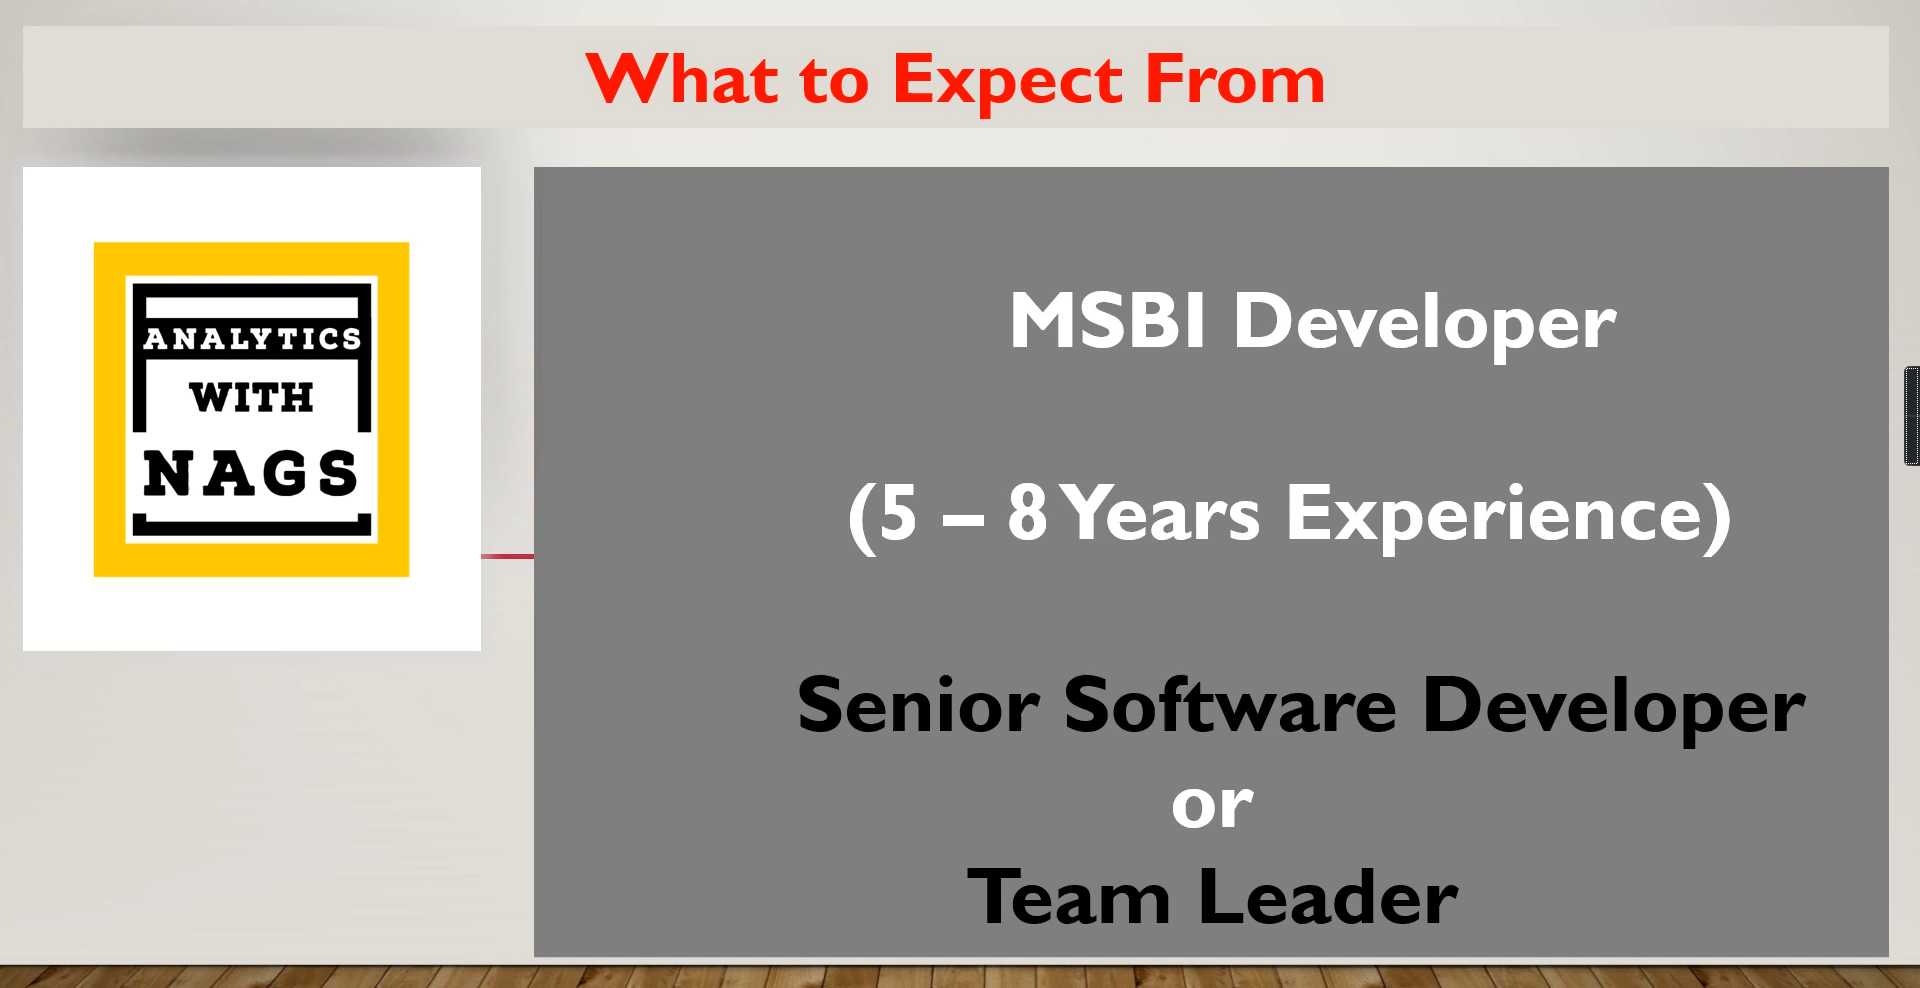 What to Expect From
ANALYTICS
WITH
NAGS
MSBI Developer
(5 – 8 Years Experience)
Senior Software Developer
or
Team Leader